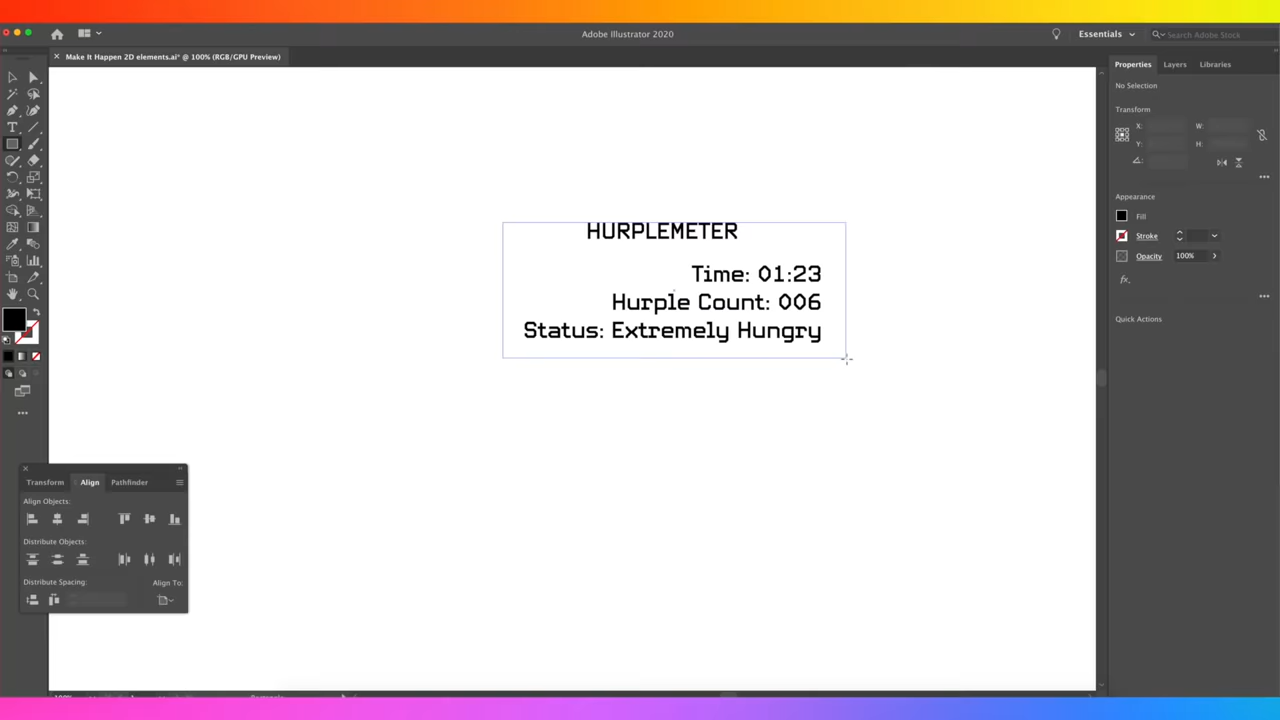 Adobe Illustrator 2020
Essentials
Search Adobe Stock
Make It Happen 2D elements.ai* @ 100% (RGB/GPU Preview)
Properties
Layers
Libraries
No Selection
Transform
X:
W:
Y:
H:
Appearance
Fill
Stroke
Opacity
100%
fx
Quick Actions
HURPLEMETER
Time: 01:23
Hurple Count: 006
Status: Extremely Hungry
Transform
Align
Pathfinder
Align Objects:
Distribute Objects:
Distribute Spacing:
Align To: